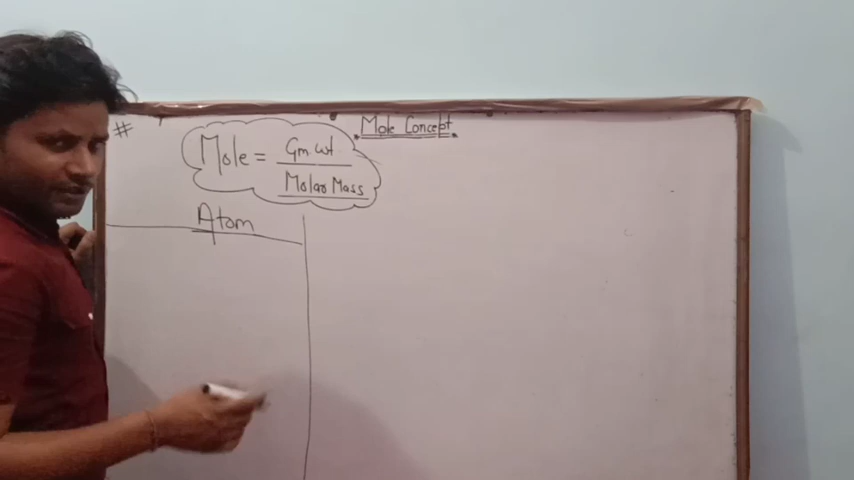 Mole Concept
# Mole = Gm wt
Molar Mass
Atom